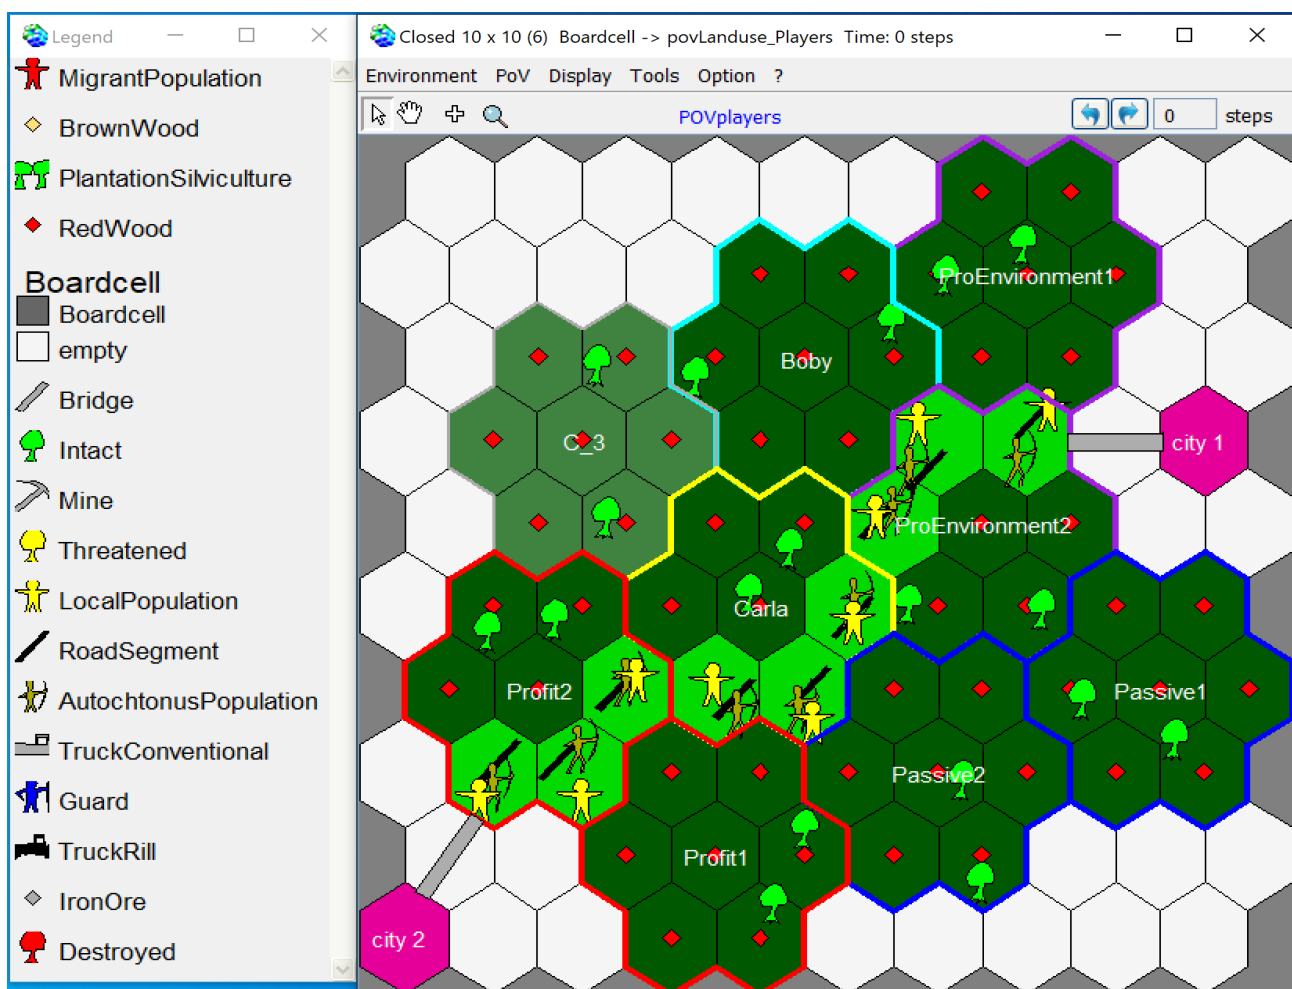 Legend
MigrantPopulation
BrownWood
PlantationSilviculture
RedWood
Boardcell
Boardcell
empty
Bridge
Intact
Mine
Threatened
LocalPopulation
RoadSegment
AutochtonusPopulation
TruckConventional
Guard
TruckRill
IronOre
Destroyed
Closed 10 x 10 (6) Boardcell -> povLanduse_Players Time: 0 steps
Environment PoV Display Tools Option ?
POVplayers 0 steps
ProEnvironment1
Boby
C_3
city 1
ProEnvironment2
Carla
Profit2
Passive1
Passive2
Profit1
city 2